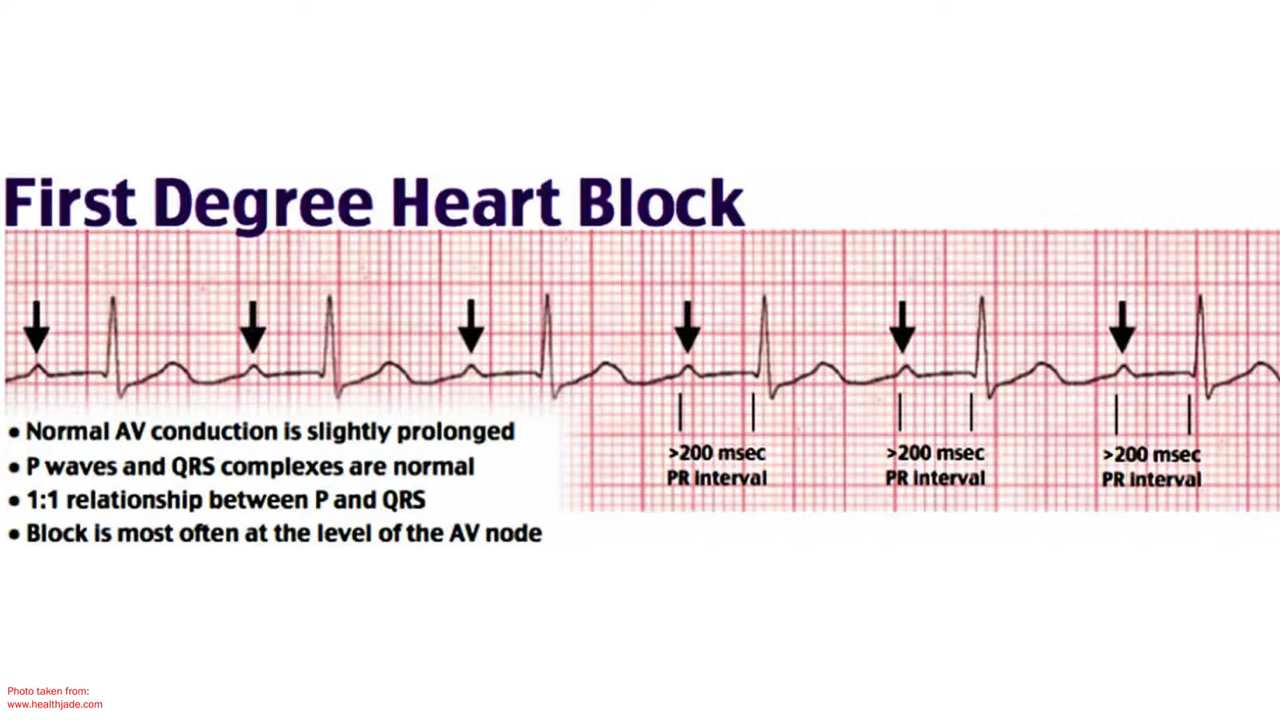 First Degree Heart Block
• Normal AV conduction is slightly prolonged
• P waves and QRS complexes are normal
• 1:1 relationship between P and QRS
• Block is most often at the level of the AV node
>200 msec
PR interval
>200 msec
PR interval
>200 msec
PR interval
Photo taken from:
www.healthjade.com